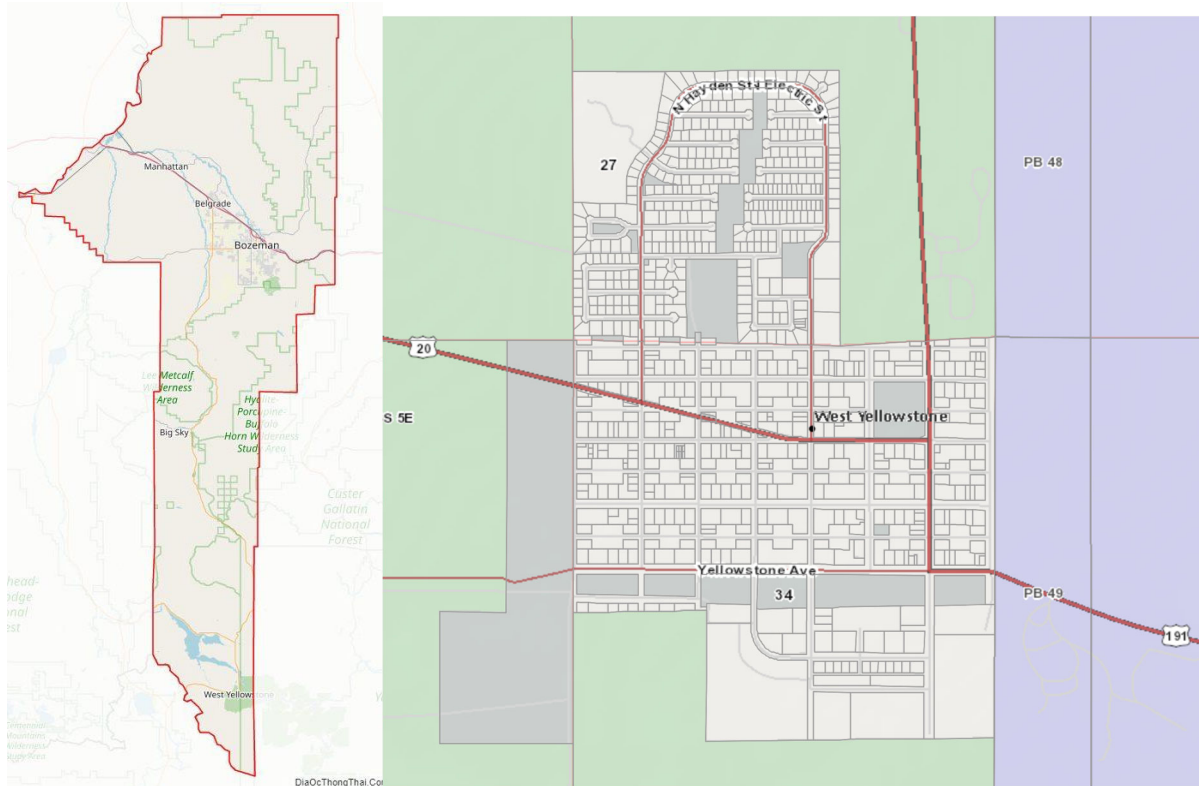 Manhattan
Belgrade
Bozeman
Lee Metcalf
Wilderness
Area
Hyalite-
Porcupine-
Buffalo
Horn Wilderness
Study Area
Big Sky
Custer
Gallatin
National
Forest
West Yellowstone
DiaOcThongThai.Co
N Hayden St
Electric St
27
PB 48
20
S 5E
West Yellowstone
Yellowstone Ave
34
PB 49
191